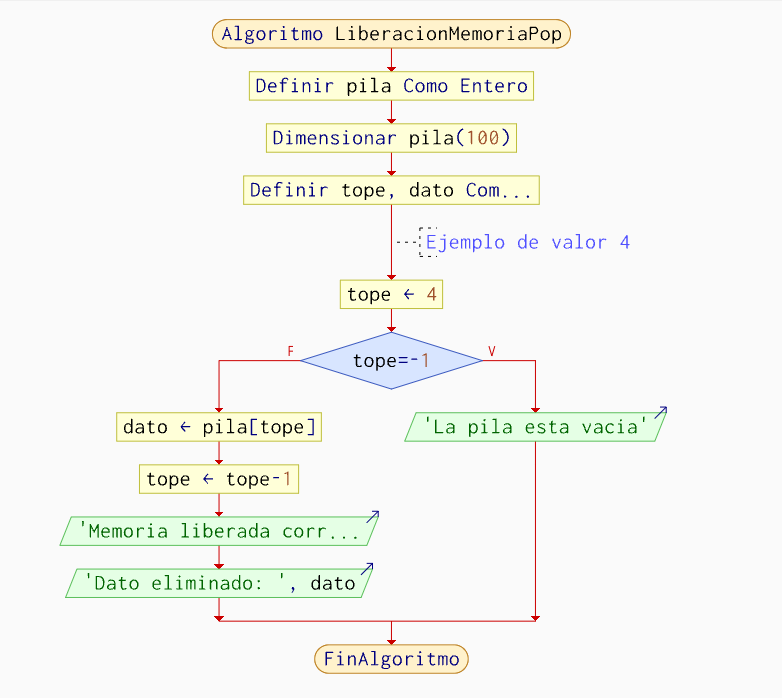 Algoritmo LiberacionMemoriaPop
Definir pila Como Entero
Dimensionar pila(100)
Definir tope, dato Com...
Ejemplo de valor 4
tope ← 4
F
V
tope=-1
dato ← pila[tope]
'La pila esta vacia'
tope ← tope-1
'Memoria liberada corr...
'Dato eliminado: ', dato
FinAlgoritmo